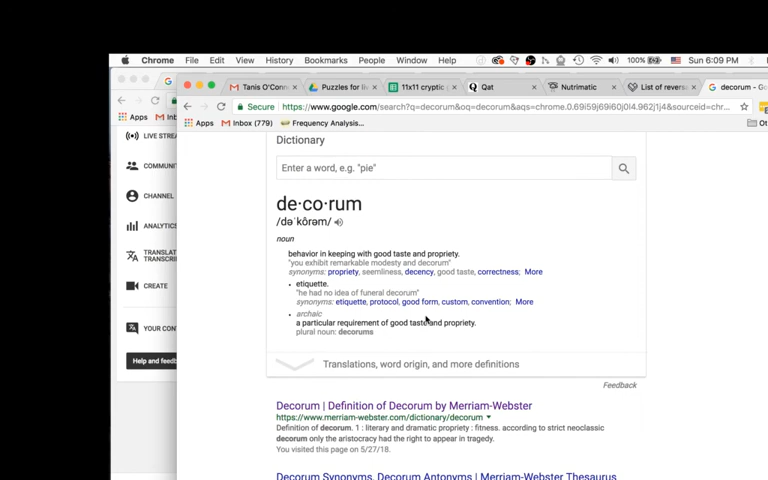 Chrome File Edit View History Bookmarks People Window Help 100% Sun 6:09 PM
Tanis O'Conn
Puzzles for liv
11x11 cryptic
Qat
Nutrimatic
List of revers
decorum - Go
Secure https://www.google.com/search?q=decorum&oq=decorum&aqs=chrome.0.69i59j69i60j0l4.962j1j4&sourceid=chr...
Apps Inbox (779) Frequency Analysis...
Apps
LIVE STREA
COMMUNI
CHANNEL
ANALYTICS
TRANSLAT
TRANSCRI
CREATE
YOUR CON
Help and feedb
Dictionary
Enter a word, e.g. "pie"
de·co·rum
/dəˈkôrəm/
noun
behavior in keeping with good taste and propriety.
"you exhibit remarkable modesty and decorum"
synonyms: propriety, seemliness, decency, good taste, correctness; More
• etiquette.
"he had no idea of funeral decorum"
synonyms: etiquette, protocol, good form, custom, convention; More
• archaic
a particular requirement of good taste and propriety.
plural noun: decorums
Translations, word origin, and more definitions
Feedback
Decorum | Definition of Decorum by Merriam-Webster
https://www.merriam-webster.com/dictionary/decorum
Definition of decorum. 1 : literary and dramatic propriety : fitness. according to strict neoclassic
decorum only the aristocracy had the right to appear in tragedy.
You visited this page on 5/27/18.
Decorum Synonyms, Decorum Antonyms | Merriam-Webster Thesaurus